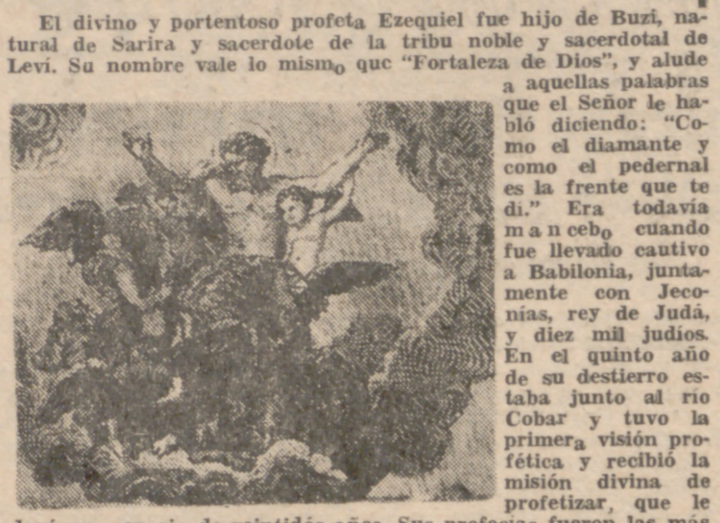 El divino y portentoso profeta Ezequiel fue hijo de Buzi, na-
tural de Sarira y sacerdote de la tribu noble y sacerdotal de
Leví. Su nombre vale lo mismo que "Fortaleza de Dios", y alude
a aquellas palabras
que el Señor le ha-
bló diciendo: "Co-
mo el diamante y
como el pedernal
es la frente que te
di." Era todavía
mancebo cuando
fue llevado cautivo
a Babilonia, junta-
mente con Jeco-
nías, rey de Judá,
y diez mil judíos.
En el quinto año
de su destierro es-
taba junto al río
Cobar y tuvo la
primera visión pro-
fética y recibió la
misión divina de
profetizar, que le